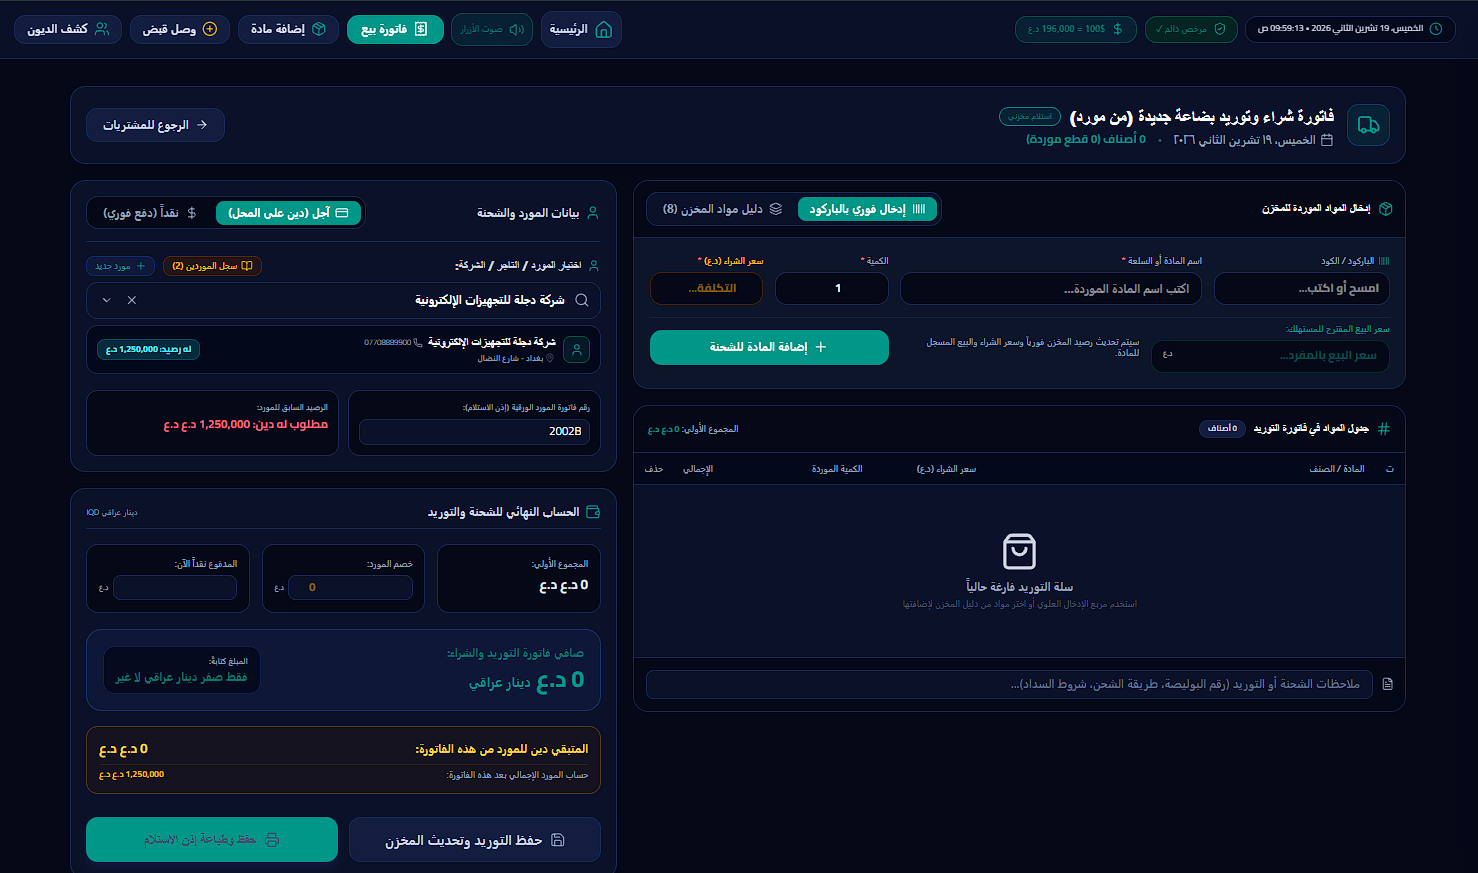 الخميس، 19 تشرين الثاني 2026 • 09:59:13 ص
مرخص دائم ✓
100$ = 196,000 د.ع
الرئيسية
صوت الأزرار
فاتورة بيع
إضافة مادة
وصل قبض
كشف الديون
فاتورة شراء وتوريد بضاعة جديدة (من مورد)
استلام مخزني
الخميس، ١٩ تشرين الثاني ٢٠٢٦ • 0 أصناف (0 قطع موردة)
الرجوع للمشتريات →
إدخال المواد الموردة للمخزن
إدخال فوري بالباركود
دليل مواد المخزن (8)
الباركود / الكود
اسم المادة أو السلعة *
الكمية *
سعر الشراء (د.ع) *
امسح أو اكتب...
اكتب اسم المادة الموردة...
1
التكلفة...
سعر البيع المقترح للمستهلك:
سعر البيع بالمفرد...
د.ع
سيتم تحديث رصيد المخزن فورياً وسعر الشراء والبيع المسجل
للمادة.
+ إضافة المادة للشحنة
# جدول المواد في فاتورة التوريد
0 أصناف
المجموع الأولي: 0 د.ع د.ع
ت
المادة / الصنف
سعر الشراء (د.ع)
الكمية الموردة
الإجمالي
حذف
سلة التوريد فارغة حالياً
استخدم مربع الإدخال العلوي أو اختر مواد من دليل المخزن لإضافتها
ملاحظات الشحنة أو التوريد (رقم البوليصة، طريقة الشحن، شروط السداد)...
بيانات المورد والشحنة
آجل (دين على المحل)
$ نقداً (دفع فوري)
اختيار المورد / التاجر / الشركة:
سجل الموردين (2)
+ مورد جديد
شركة دجلة للتجهيزات الإلكترونية
شركة دجلة للتجهيزات الإلكترونية
07708889900
بغداد - شارع النضال
له رصيد: 1,250,000 د.ع
رقم فاتورة المورد الورقية (إذن الاستلام):
2002B
الرصيد السابق للمورد:
مطلوب له دين: 1,250,000 د.ع د.ع
الحساب النهائي للشحنة والتوريد
دينار عراقي IQD
المجموع الأولي:
0 د.ع د.ع
خصم المورد:
0
د.ع
المدفوع نقداً الآن:
د.ع
صافي فاتورة التوريد والشراء:
0 د.ع دينار عراقي
المبلغ كتابةً:
فقط صفر دينار عراقي لا غير
المتبقي دين للمورد من هذه الفاتورة:
0 د.ع د.ع
حساب المورد الإجمالي بعد هذه الفاتورة:
1,250,000 د.ع د.ع
حفظ التوريد وتحديث المخزن
حفظ وطباعة إذن الاستلام